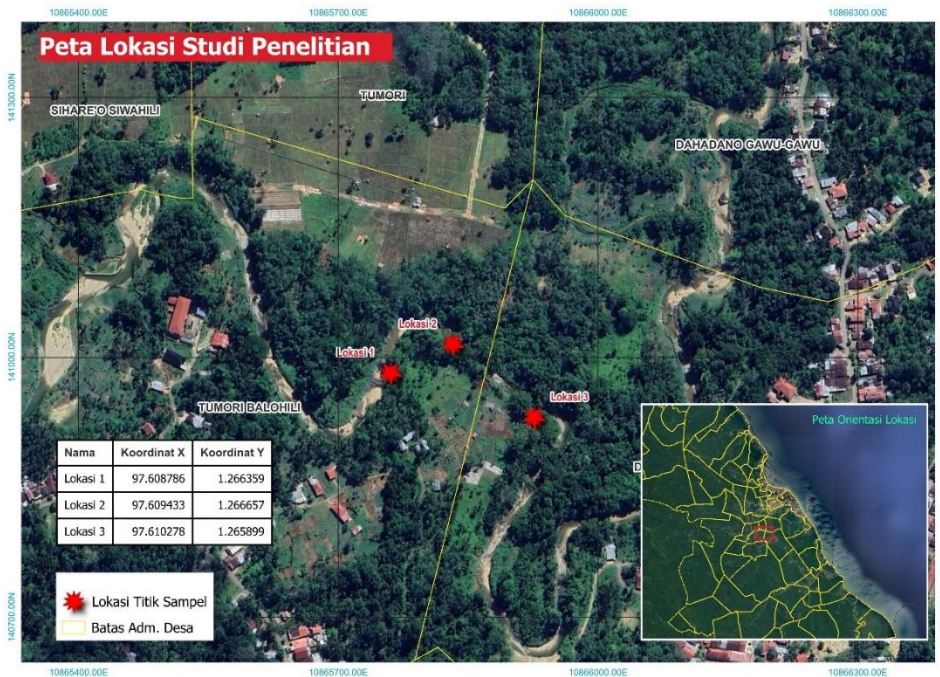 10865400.00E 10865700.00E 10866000.00E 10866300.00E
Peta Lokasi Studi Penelitian
141300.00N
SIHARE'O SIWAHILI
TUMORI
DAHADANO GAWU-GAWU
141000.00N
Lokasi 2
Lokasi 1
Lokasi 3
TUMORI BALOHILI
Peta Orientasi Lokasi
Nama Koordinat X Koordinat Y
Lokasi 1 97.608786 1.266359
Lokasi 2 97.609433 1.266657
Lokasi 3 97.610278 1.265899
D
Lokasi Titik Sampel
Batas Adm. Desa
140700.00N
10865400.00E 10865700.00E 10866000.00E 10866300.00E